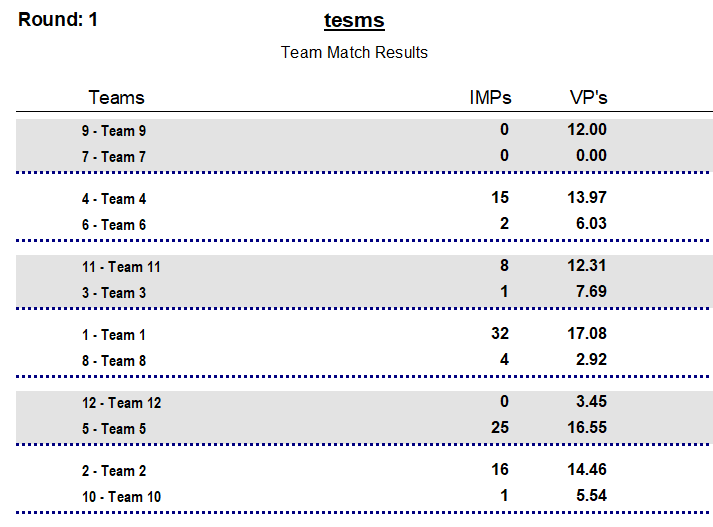 Round: 1 tesms
Team Match Results
Teams IMPs VP's
9 - Team 9 0 12.00
7 - Team 7 0 0.00
4 - Team 4 15 13.97
6 - Team 6 2 6.03
11 - Team 11 8 12.31
3 - Team 3 1 7.69
1 - Team 1 32 17.08
8 - Team 8 4 2.92
12 - Team 12 0 3.45
5 - Team 5 25 16.55
2 - Team 2 16 14.46
10 - Team 10 1 5.54